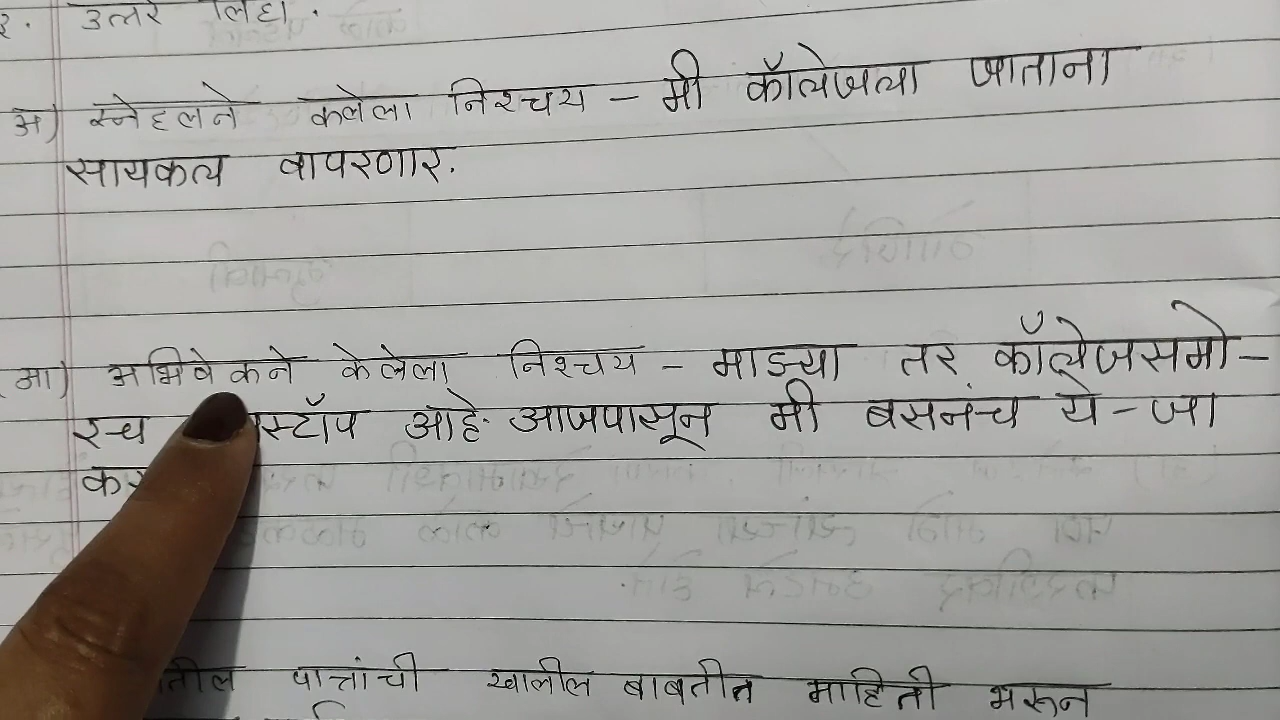 २. उत्तर लिहा.
अ) स्नेहलने केलेला निश्चय – मी कॉलेजला जाताना
सायकल वापरणार.
आ) अभिषेकने केलेला निश्चय – माझ्या तर कॉलेजसमो–
रच स्टॉप आहे. आजपासून मी बसनंच ये–जा
पात्रांची खालील बाबतीत माहिती भरून